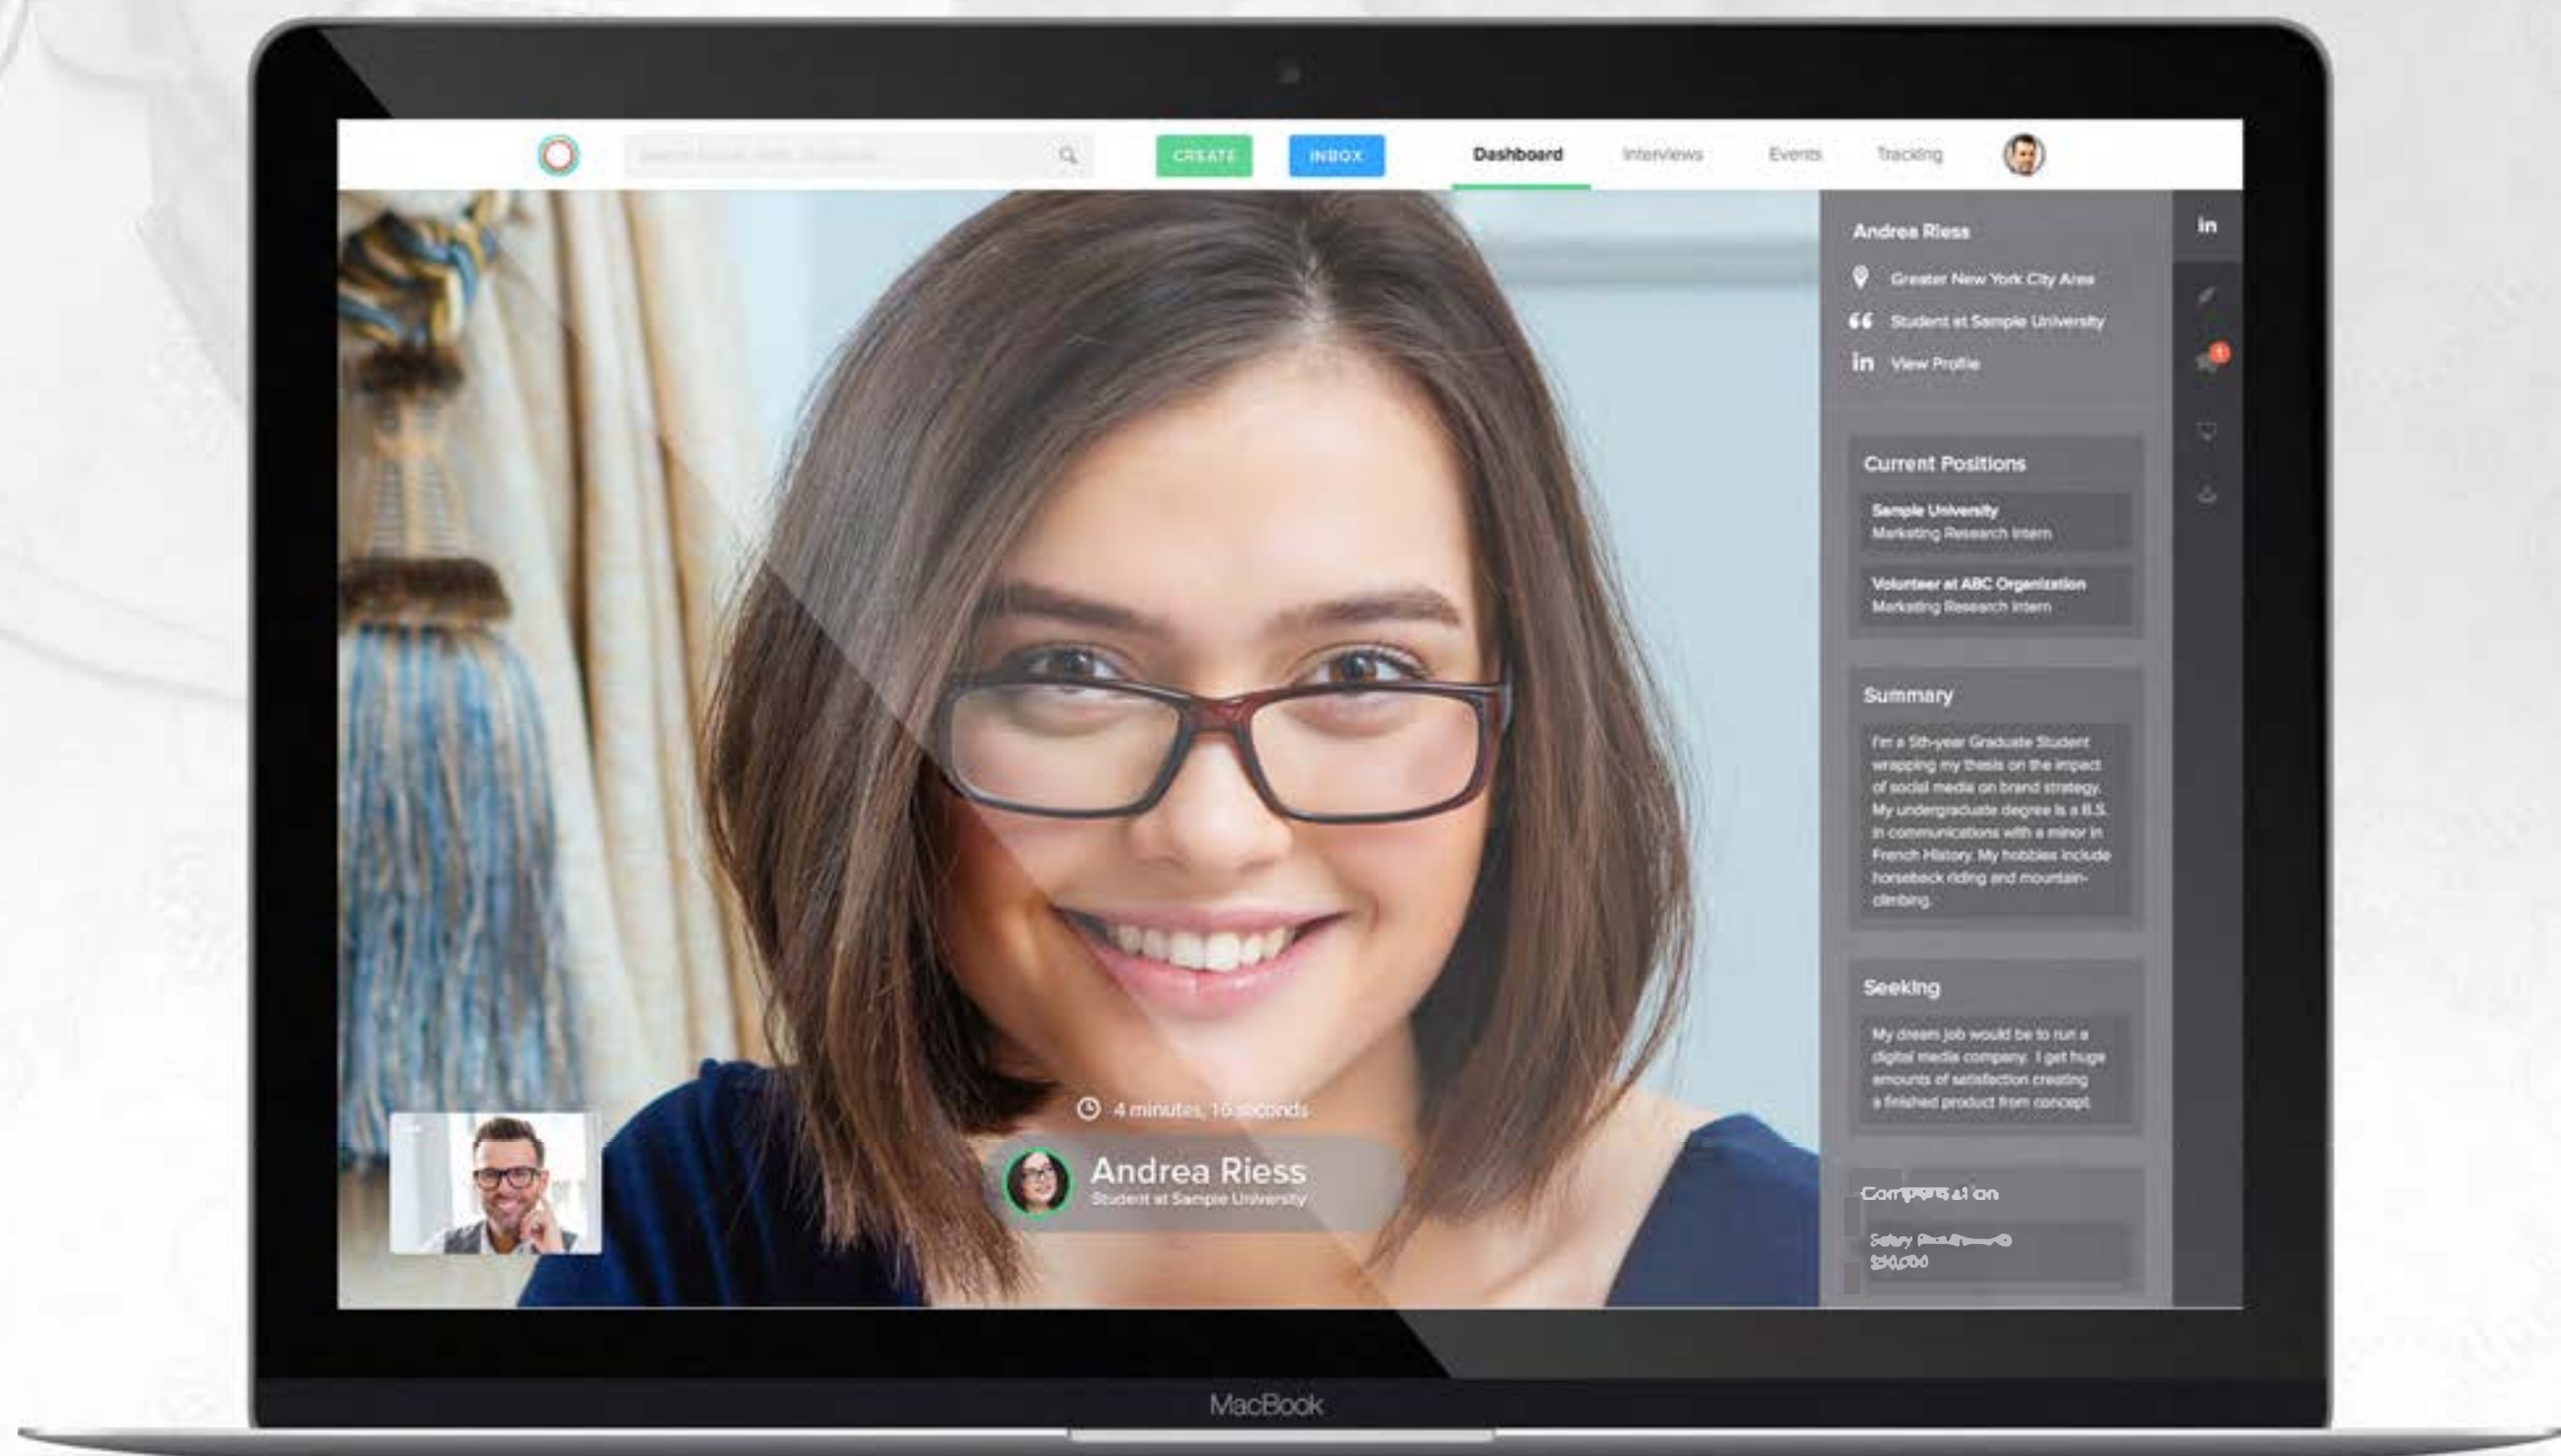 CREATE
INBOX
Dashboard
Interviews
Events
Tracking
Andrea Riess
Greater New York City Area
Student at Sample University
in View Profile
in
1
Current Positions
Sample University
Marketing Research Intern
Volunteer at ABC Organization
Marketing Research Intern
Summary
I'm a 5th-year Graduate Student
wrapping my thesis on the impact
of social media on brand strategy.
My undergraduate degree is a B.S.
in communications with a minor in
French History. My hobbies include
horseback riding and mountain-
climbing.
Seeking
My dream job would be to run a
digital media company. I get huge
amounts of satisfaction creating
a finished product from concept
4 minutes, 16 seconds
Andrea Riess
Student at Sample University
MacBook